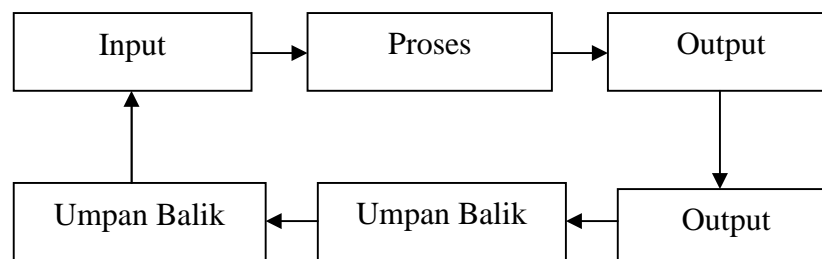 Input
Proses
Output
Umpan Balik
Umpan Balik
Output